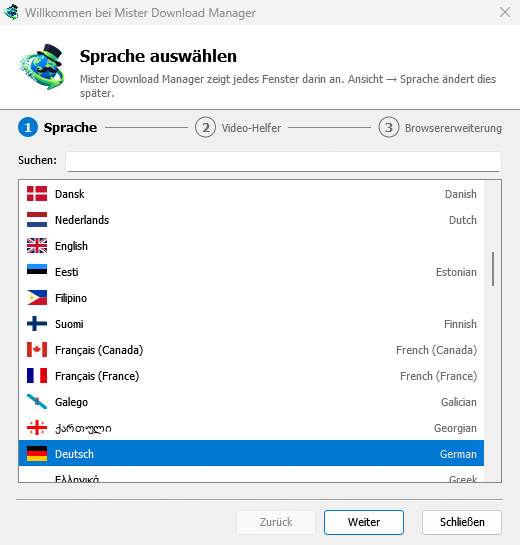 Willkommen bei Mister Download Manager
Sprache auswählen
Mister Download Manager zeigt jedes Fenster darin an. Ansicht → Sprache ändert dies
später.
1 Sprache 2 Video-Helfer 3 Browsererweiterung
Suchen:
Dansk Danish
Nederlands Dutch
English
Eesti Estonian
Filipino
Suomi Finnish
Français (Canada) French (Canada)
Français (France) French (France)
Galego Galician
ქართული Georgian
Deutsch German
Ελληνικά Greek
Zurück Weiter Schließen